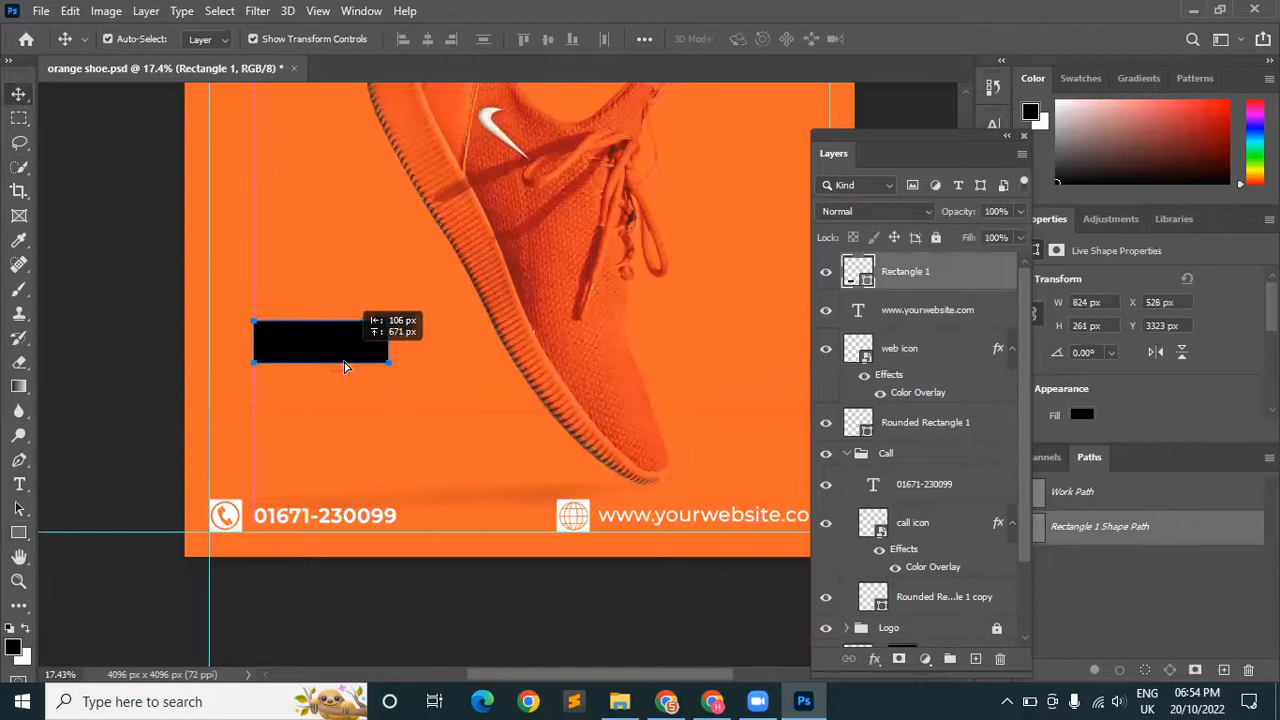 Ps File Edit Image Layer Type Select Filter 3D View Window Help
Auto-Select: Layer Show Transform Controls 3D Mode:
orange shoe.psd @ 17.4% (Rectangle 1, RGB/8) * ×
Color Swatches Gradients Patterns
Layers
Kind
Normal Opacity: 100%
Lock: Fill: 100%
Rectangle 1
www.yourwebsite.com
web icon fx
Effects
Color Overlay
Rounded Rectangle 1
Call
01671-230099
call icon fx
Effects
Color Overlay
Rounded Re...le 1 copy
Logo
fx
operties Adjustments Libraries
Live Shape Properties
Transform
W 824 px X 528 px
H 261 px Y 3323 px
0.00°
Appearance
Fill
annels Paths
Work Path
Rectangle 1 Shape Path
106 px
671 px
01671-230099
www.yourwebsite.co
17.43% 4096 px x 4096 px (72 ppi)
Type here to search
S
H
Ps
ENG
UK
06:54 PM
20/10/2022